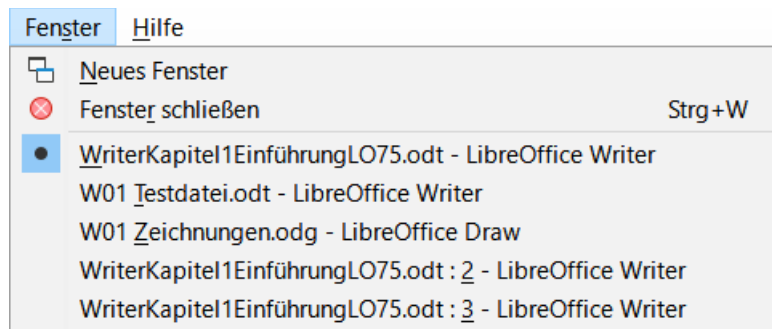 Fenster Hilfe
Neues Fenster
Fenster schließen Strg+W
WriterKapitel1EinführungLO75.odt - LibreOffice Writer
W01 Testdatei.odt - LibreOffice Writer
W01 Zeichnungen.odg - LibreOffice Draw
WriterKapitel1EinführungLO75.odt : 2 - LibreOffice Writer
WriterKapitel1EinführungLO75.odt : 3 - LibreOffice Writer